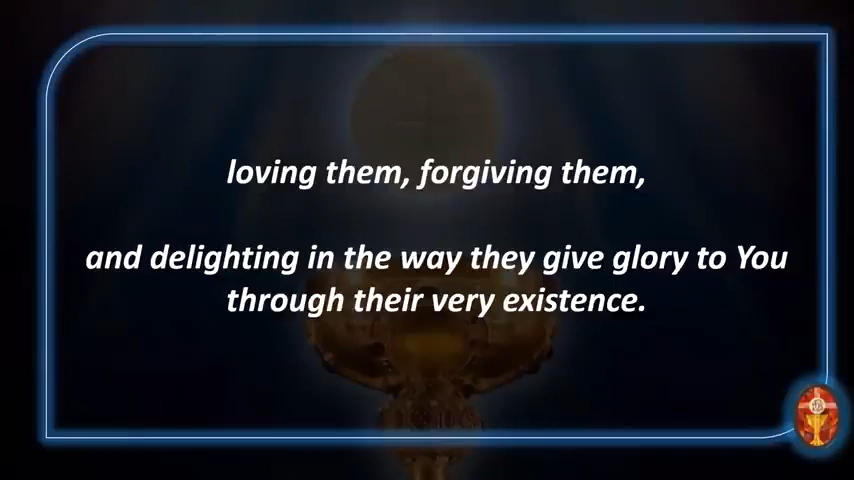 loving them, forgiving them,
and delighting in the way they give glory to You
through their very existence.